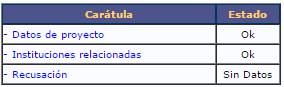 Carátula Estado
- Datos de proyecto Ok
- Instituciones relacionadas Ok
- Recusación Sin Datos